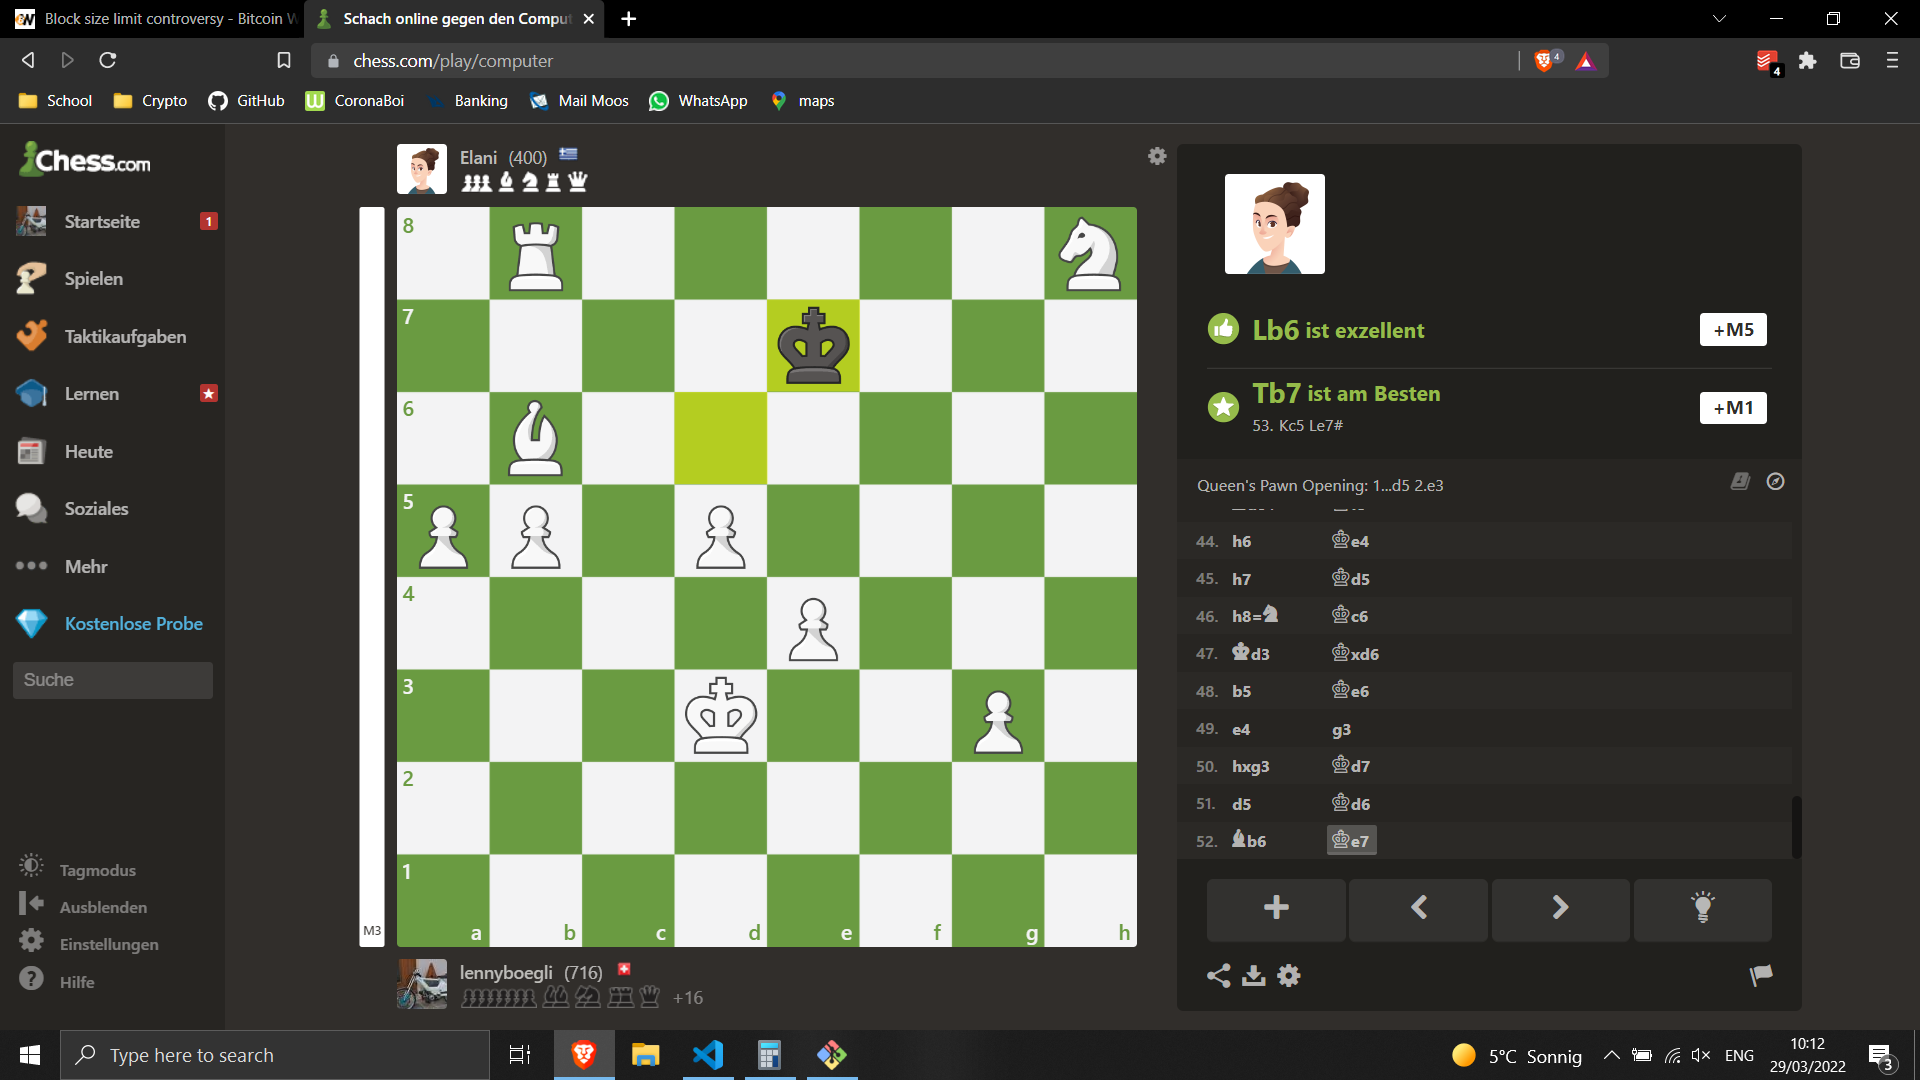 Block size limit controversy - Bitcoin W
Schach online gegen den Comput
chess.com/play/computer
4
4
School
Crypto
GitHub
CoronaBoi
Banking
Mail Moos
WhatsApp
maps
Chess.com
Startseite
1
Spielen
Taktikaufgaben
Lernen
Heute
Soziales
Mehr
Kostenlose Probe
Suche
Tagmodus
Ausblenden
Einstellungen
Hilfe
Elani (400)
8
7
6
5
4
3
2
1
a b c d e f g h
M3
lennyboegli (716)
+16
Lb6 ist exzellent
+M5
Tb7 ist am Besten
+M1
53. Kc5 Le7#
Queen's Pawn Opening: 1...d5 2.e3
44. h6 e4
45. h7 d5
46. h8= c6
47. d3 xd6
48. b5 e6
49. e4 g3
50. hxg3 d7
51. d5 d6
52. b6 e7
Type here to search
5°C Sonnig
ENG
10:12
29/03/2022
3